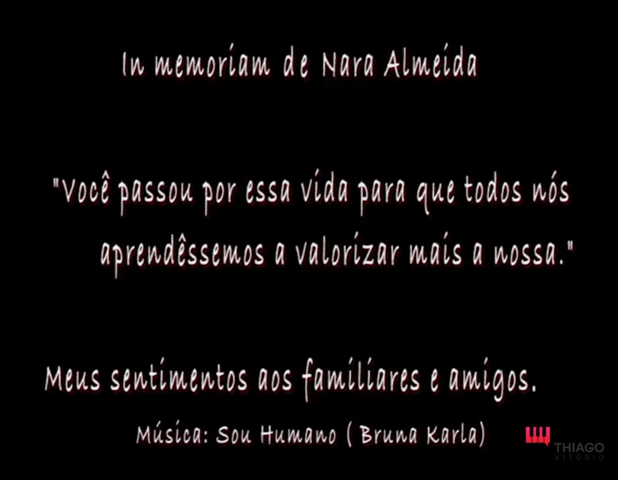 In memoriam de Nara Almeida
"Você passou por essa vida para que todos nós
aprendêssemos a valorizar mais a nossa."
Meus sentimentos aos familiares e amigos.
Música: Sou Humano ( Bruna Karla)
THIAGO
VITÓRIO